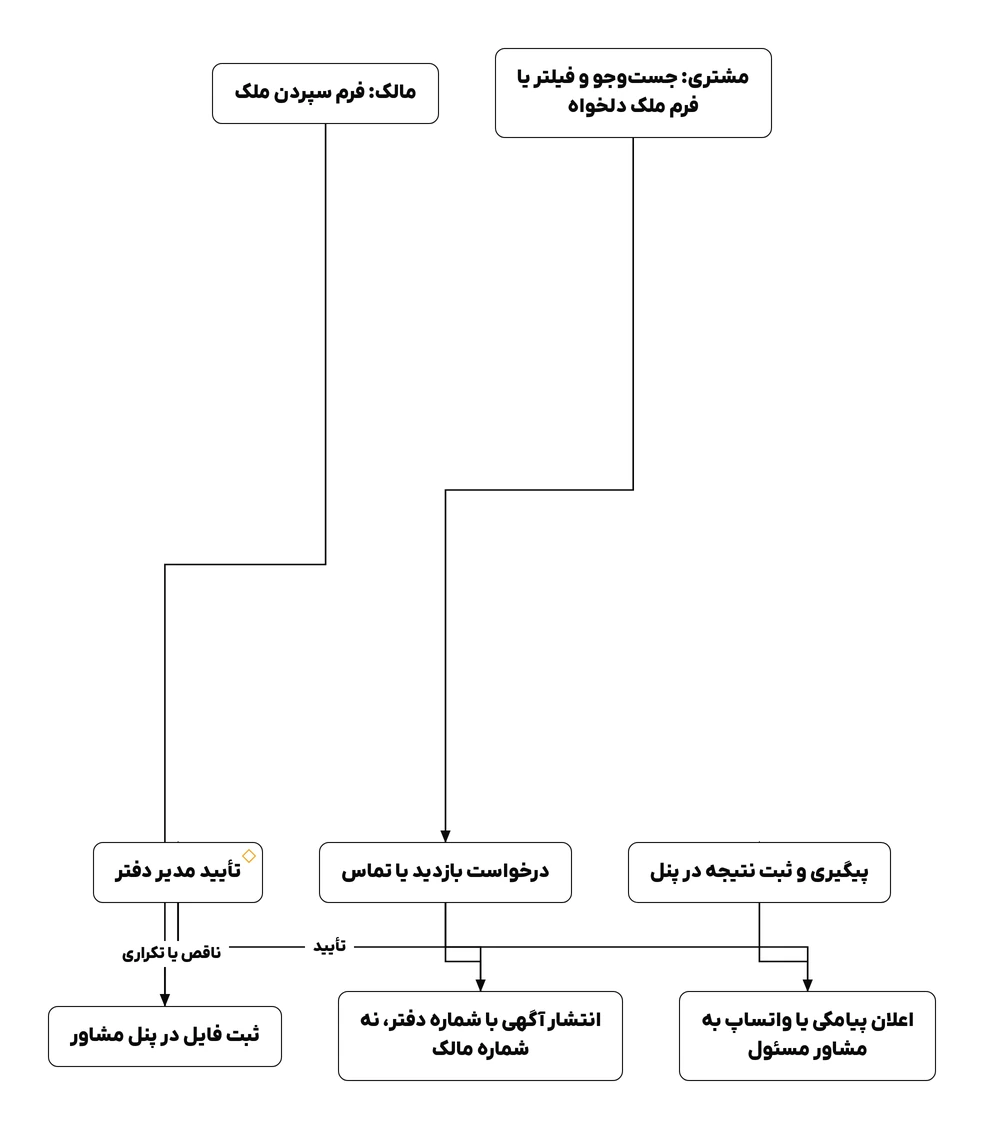 مشتری: جست‌وجو و فیلتر یا
فرم ملک دلخواه
مالک: فرم سپردن ملک
پیگیری و ثبت نتیجه در پنل
درخواست بازدید یا تماس
تأیید مدیر دفتر
تأیید
ناقص یا تکراری
اعلان پیامکی یا واتساپ به
مشاور مسئول
انتشار آگهی با شماره دفتر، نه
شماره مالک
ثبت فایل در پنل مشاور